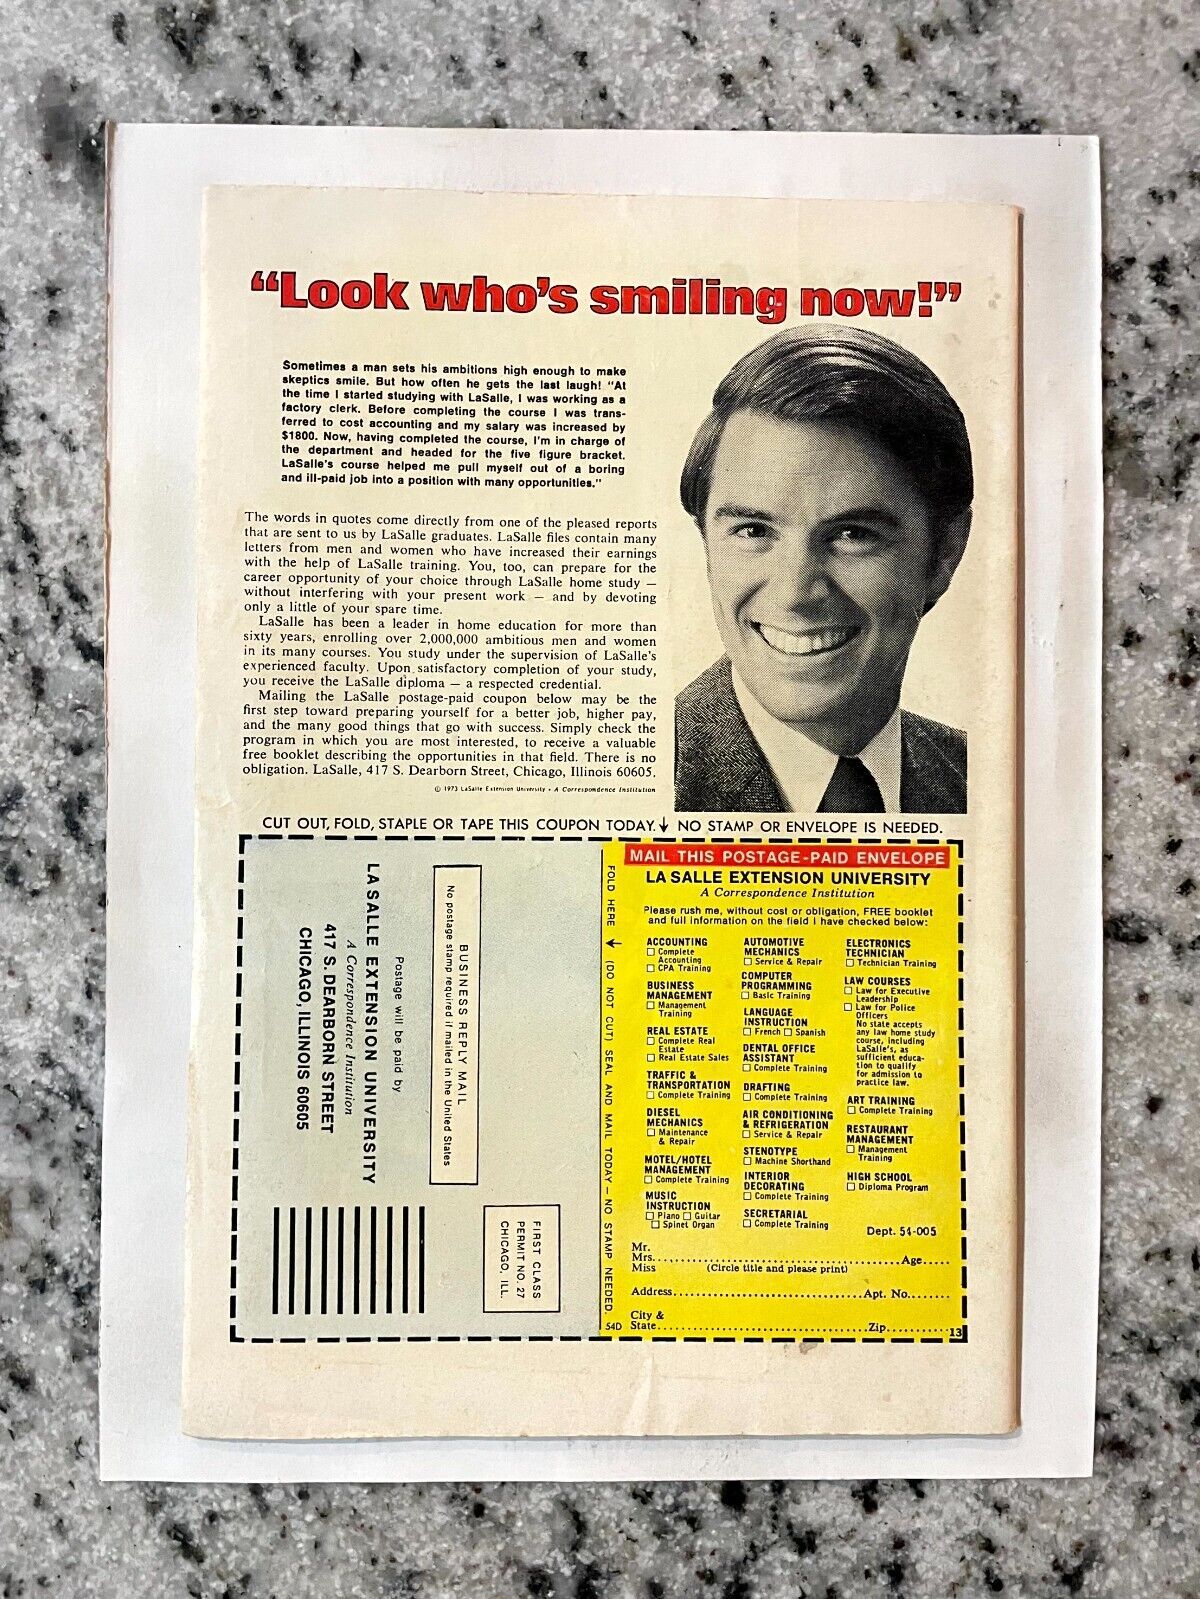 “Look who’s smiling now!”
Sometimes a man sets his ambitions high enough to make
skeptics smile. But how often he gets the last laugh! "At
the time I started studying with LaSalle, I was working as a
factory clerk. Before completing the course I was trans-
ferred to cost accounting and my salary was increased by
$1800. Now, having completed the course, I'm in charge of
the department and headed for the five figure bracket.
LaSalle's course helped me pull myself out of a boring
and ill-paid job into a position with many opportunities."
The words in quotes come directly from one of the pleased reports
that are sent to us by LaSalle graduates. LaSalle files contain many
letters from men and women who have increased their earnings
with the help of LaSalle training. You, too, can prepare for the
career opportunity of your choice through LaSalle home study —
without interfering with your present work — and by devoting
only a little of your spare time.
LaSalle has been a leader in home education for more than
sixty years, enrolling over 2,000,000 ambitious men and women
in its many courses. You study under the supervision of LaSalle's
experienced faculty. Upon satisfactory completion of your study,
you receive the LaSalle diploma — a respected credential.
Mailing the LaSalle postage-paid coupon below may be the
first step toward preparing yourself for a better job, higher pay,
and the many good things that go with success. Simply check the
program in which you are most interested, to receive a valuable
free booklet describing the opportunities in that field. There is no
obligation. LaSalle, 417 S. Dearborn Street, Chicago, Illinois 60605.
© 1973 LaSalle Extension University • A Correspondence Institution
CUT OUT, FOLD, STAPLE OR TAPE THIS COUPON TODAY. ↓ NO STAMP OR ENVELOPE IS NEEDED.
BUSINESS REPLY MAIL
No postage stamp required if mailed in the United States
Postage will be paid by
LA SALLE EXTENSION UNIVERSITY
A Correspondence Institution
417 S. DEARBORN STREET
CHICAGO, ILLINOIS 60605
FIRST CLASS
PERMIT NO. 27
CHICAGO, ILL.
FOLD HERE ↓ (DO NOT CUT) SEAL AND MAIL TODAY — NO STAMP NEEDED.
54D
MAIL THIS POSTAGE-PAID ENVELOPE
LA SALLE EXTENSION UNIVERSITY
A Correspondence Institution
Please rush me, without cost or obligation, FREE booklet
and full information on the field I have checked below:
ACCOUNTING
☐ Complete
Accounting
☐ CPA Training
BUSINESS
MANAGEMENT
☐ Management
Training
REAL ESTATE
☐ Complete Real
Estate
☐ Real Estate Sales
TRAFFIC &
TRANSPORTATION
☐ Complete Training
DIESEL
MECHANICS
☐ Maintenance
& Repair
MOTEL/HOTEL
MANAGEMENT
☐ Complete Training
MUSIC
INSTRUCTION
☐ Piano ☐ Guitar
☐ Spinet Organ
AUTOMOTIVE
MECHANICS
☐ Service & Repair
COMPUTER
PROGRAMMING
☐ Basic Training
LANGUAGE
INSTRUCTION
☐ French ☐ Spanish
DENTAL OFFICE
ASSISTANT
☐ Complete Training
DRAFTING
☐ Complete Training
AIR CONDITIONING
& REFRIGERATION
☐ Service & Repair
STENOTYPE
☐ Machine Shorthand
INTERIOR
DECORATING
☐ Complete Training
SECRETARIAL
☐ Complete Training
ELECTRONICS
TECHNICIAN
☐ Technician Training
LAW COURSES
☐ Law for Executive
Leadership
☐ Law for Police
Officers
No state accepts
any law home study
course, including
LaSalle's, as
sufficient educa-
tion to qualify
for admission to
practice law.
ART TRAINING
☐ Complete Training
RESTAURANT
MANAGEMENT
☐ Management
Training
HIGH SCHOOL
☐ Diploma Program
Dept. 54-005
Mr.
Mrs. Age
Miss (Circle title and please print)
Address Apt. No.
City &
State Zip 13